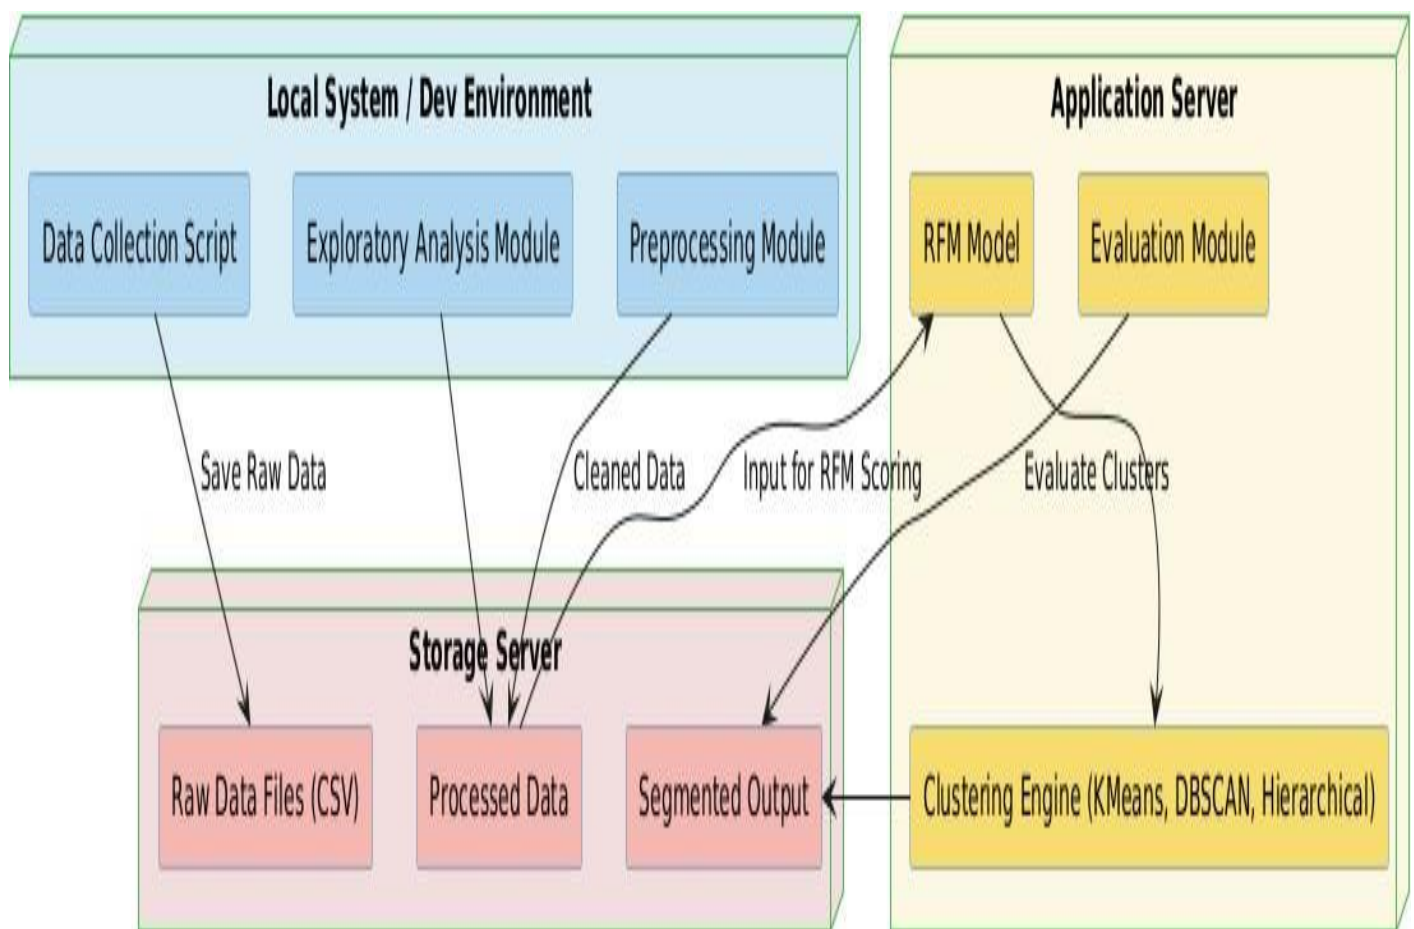 Local System / Dev Environment
Application Server
Data Collection Script
Exploratory Analysis Module
Preprocessing Module
RFM Model
Evaluation Module
Save Raw Data
Cleaned Data
Input for RFM Scoring
Evaluate Clusters
Storage Server
Raw Data Files (CSV)
Processed Data
Segmented Output
Clustering Engine (KMeans, DBSCAN, Hierarchical)